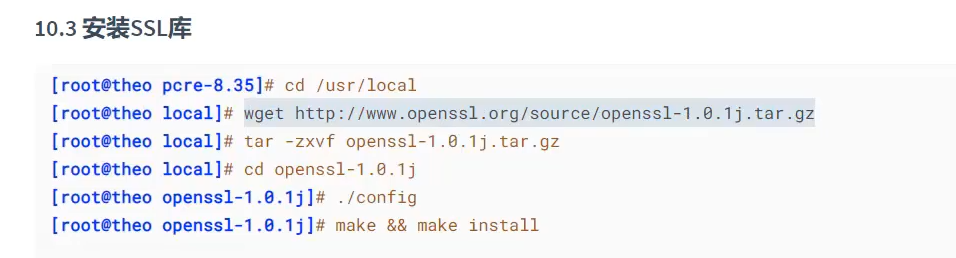 10.3 安装SSL库
[root@theo pcre-8.35]# cd /usr/local
[root@theo local]# wget http://www.openssl.org/source/openssl-1.0.1j.tar.gz
[root@theo local]# tar -zxvf openssl-1.0.1j.tar.gz
[root@theo local]# cd openssl-1.0.1j
[root@theo openssl-1.0.1j]# ./config
[root@theo openssl-1.0.1j]# make && make install